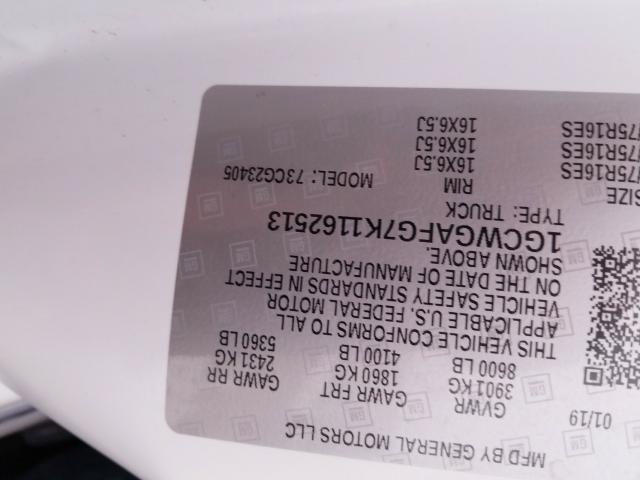 MFD BY GENERAL MOTORS LLC
01/19 GVWR GAWR FRT GAWR RR
3901 KG 1860 KG 2431 KG
8600 LB 4100 LB 5360 LB
THIS VEHICLE CONFORMS TO ALL
APPLICABLE U.S. FEDERAL MOTOR
VEHICLE SAFETY STANDARDS IN EFFECT
ON THE DATE OF MANUFACTURE
SHOWN ABOVE.
1GCWGAFG7K1162513
TYPE: TRUCK MODEL: 73CG23405
SIZE RIM
75R16ES 16X6.5J
75R16ES 16X6.5J
75R16ES 16X6.5J